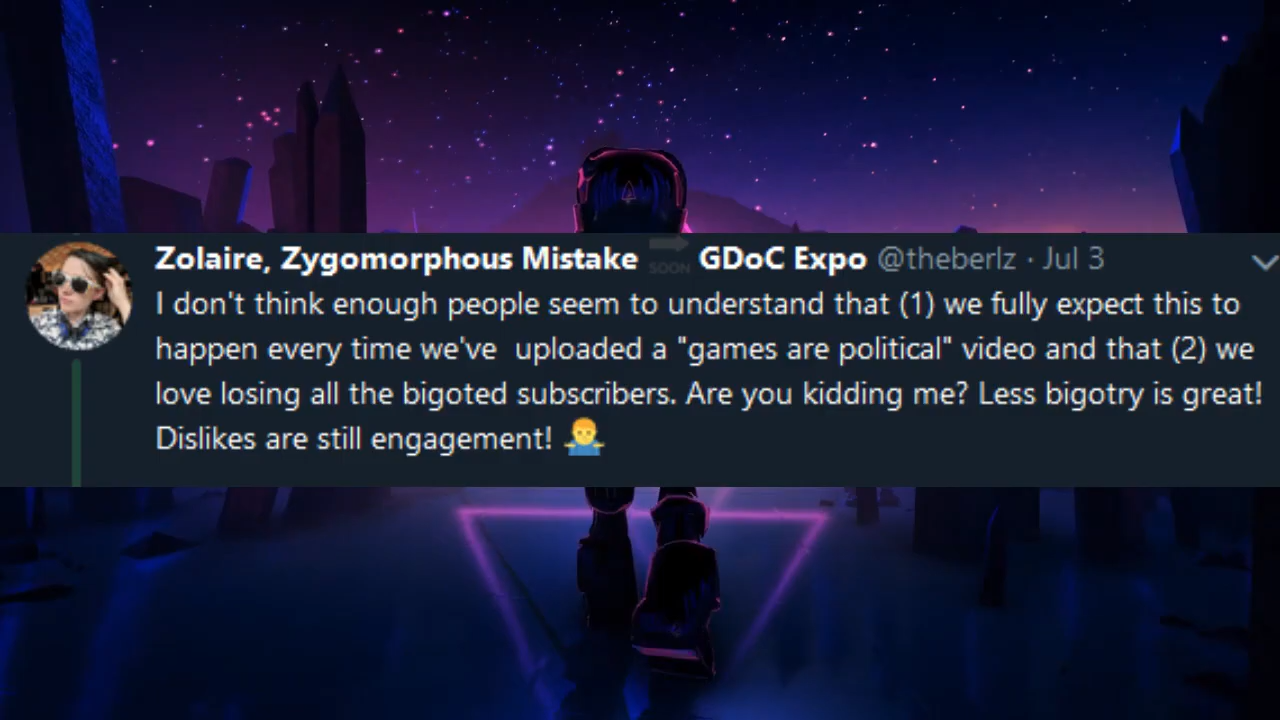 Zolaire, Zygomorphous Mistake SOON GDoC Expo @theberlz · Jul 3
I don't think enough people seem to understand that (1) we fully expect this to
happen every time we've  uploaded a "games are political" video and that (2) we
love losing all the bigoted subscribers. Are you kidding me? Less bigotry is great!
Dislikes are still engagement! 🤷‍♂️